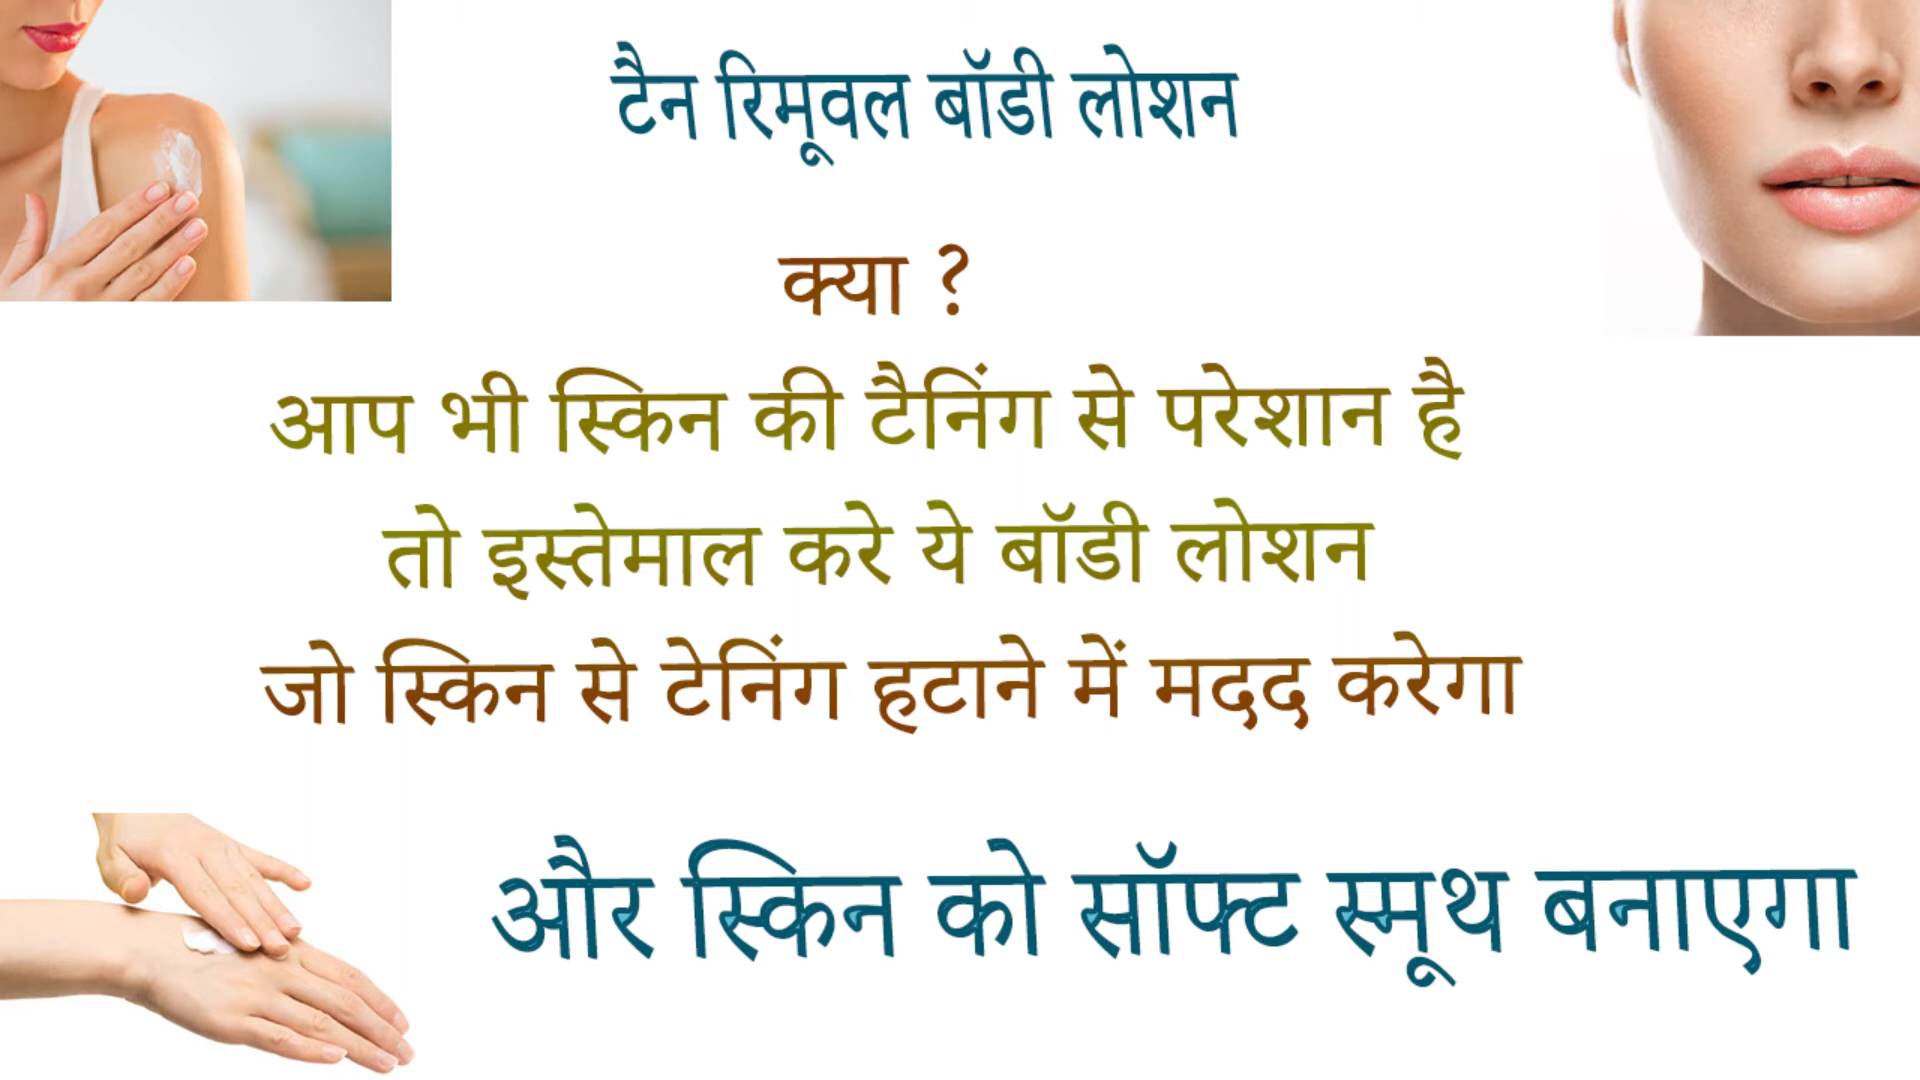 टैन रिमूवल बॉडी लोशन
क्या ?
आप भी स्किन की टैनिंग से परेशान है
तो इस्तेमाल करे ये बॉडी लोशन
जो स्किन से टेनिंग हटाने में मदद करेगा
और स्किन को सॉफ्ट स्मूथ बनाएगा